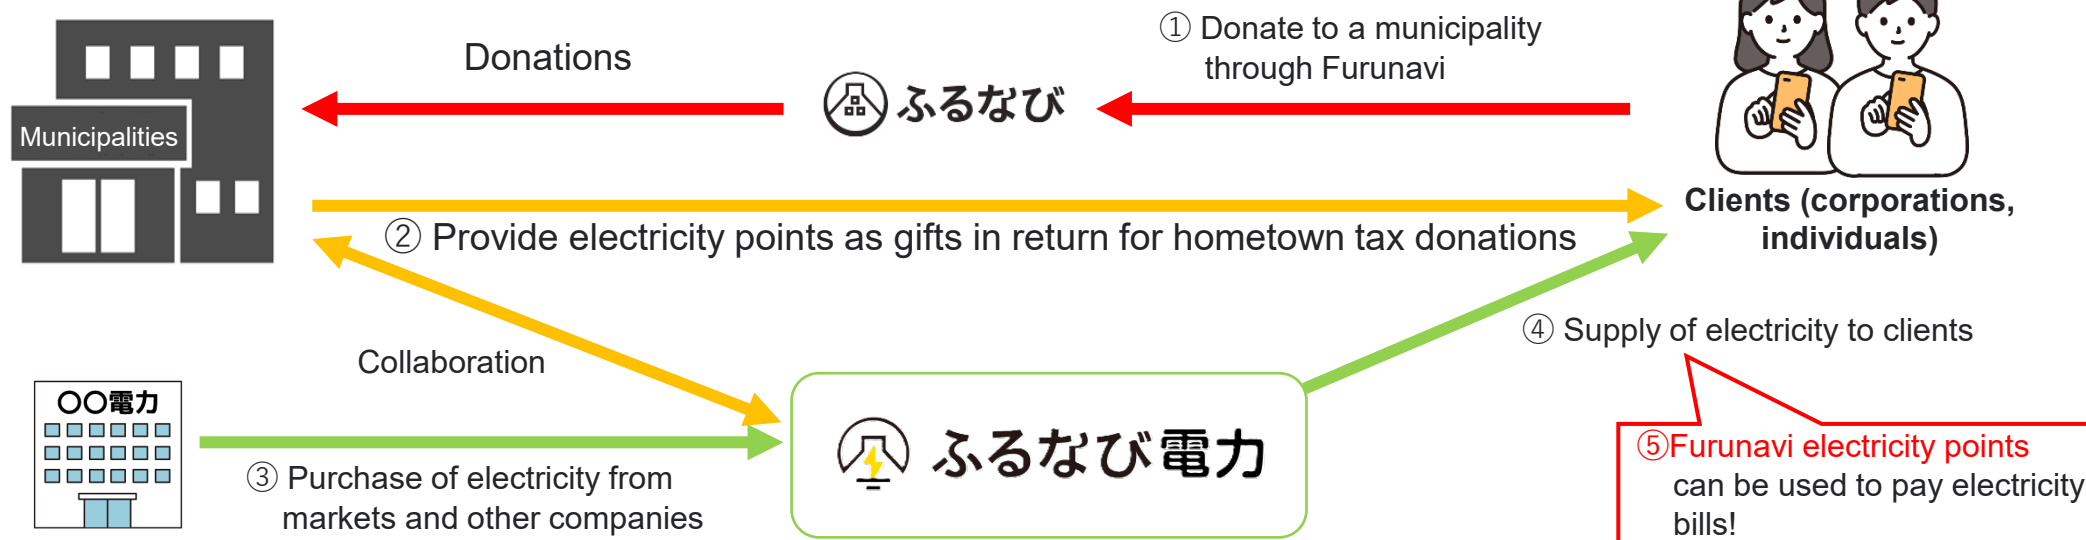 ① Donate to a municipality
through Furunavi
Donations
ふるなび
Municipalities
Clients (corporations,
individuals)
② Provide electricity points as gifts in return for hometown tax donations
④ Supply of electricity to clients
Collaboration
〇〇電力
ふるなび電力
③ Purchase of electricity from
markets and other companies
⑤Furunavi electricity points
can be used to pay electricity
bills!